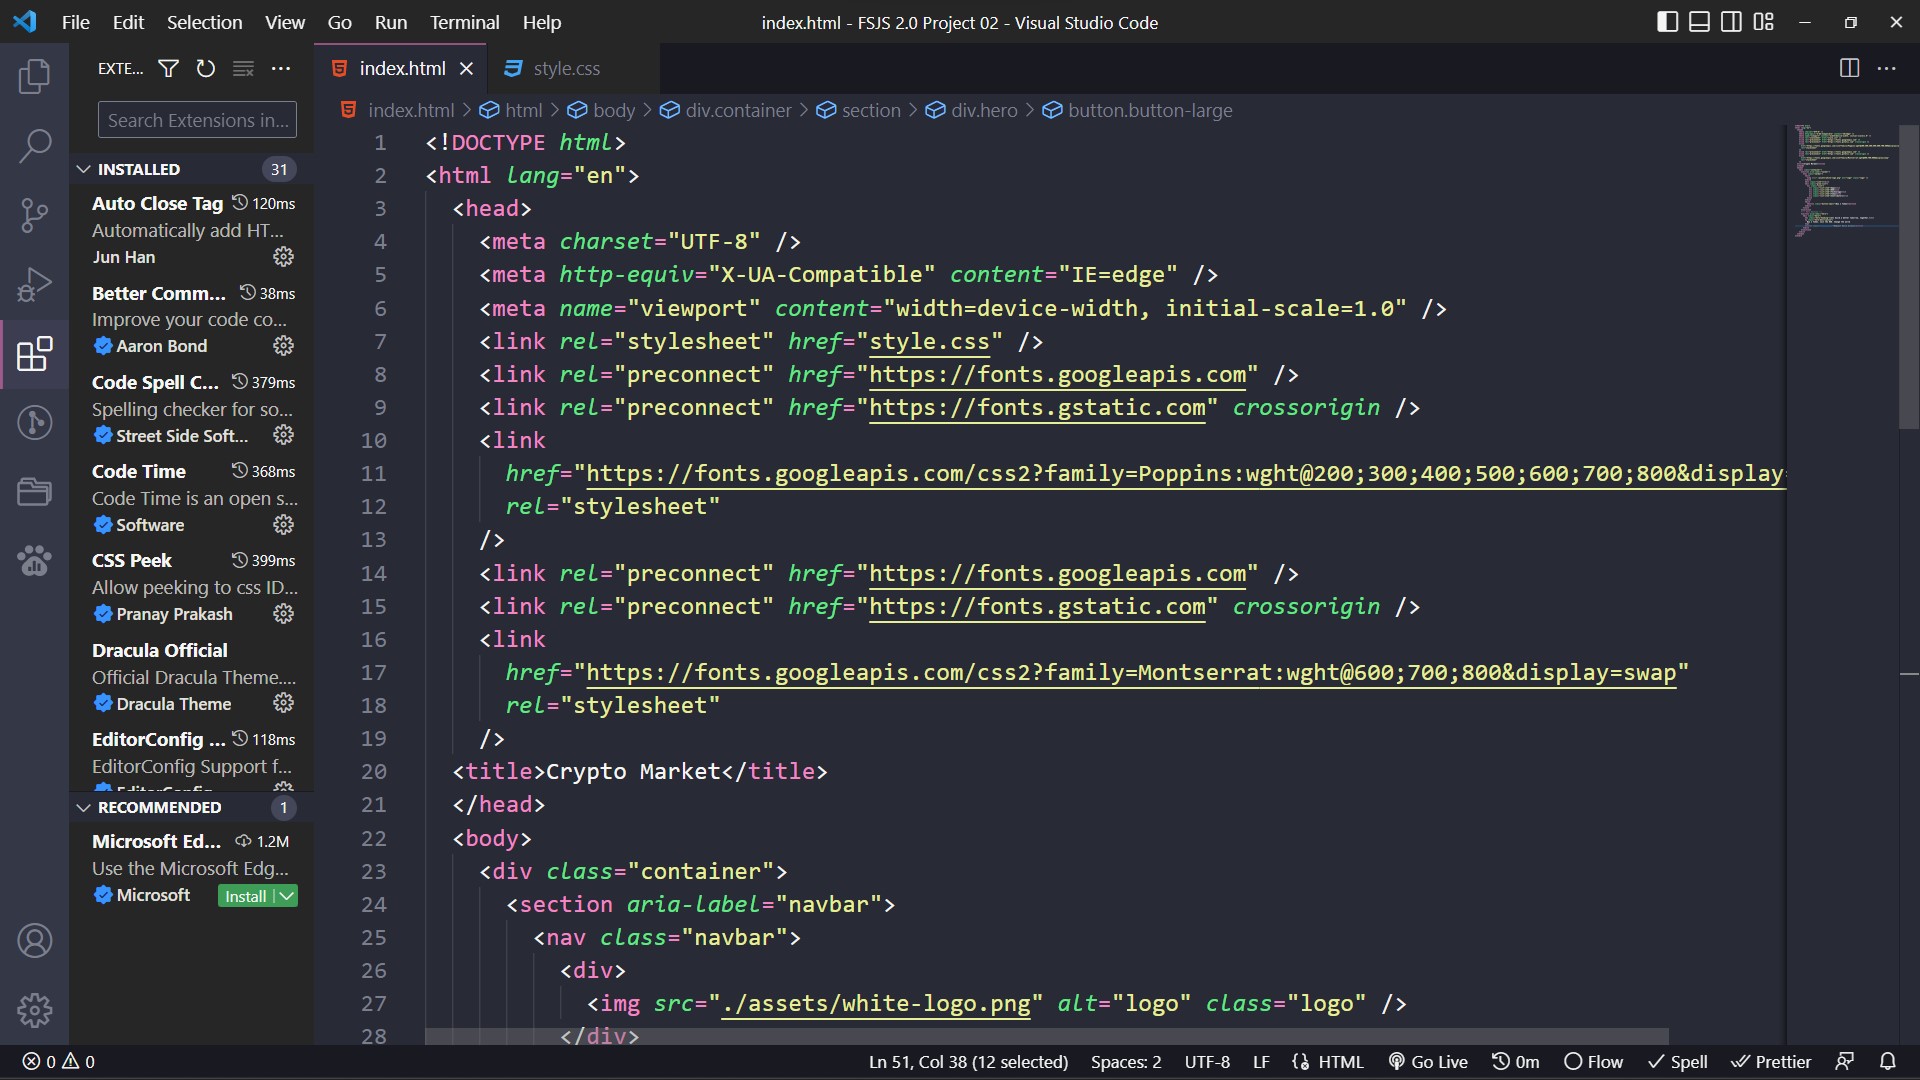 File Edit Selection View Go Run Terminal Help
index.html - FSJS 2.0 Project 02 - Visual Studio Code
EXTE...
index.html
style.css
Search Extensions in...
index.html > html > body > div.container > section > div.hero > button.button-large
INSTALLED 31
Auto Close Tag 120ms
Automatically add HT...
Jun Han
Better Comm... 38ms
Improve your code co...
Aaron Bond
Code Spell C... 379ms
Spelling checker for so...
Street Side Soft...
Code Time 368ms
Code Time is an open s...
Software
CSS Peek 399ms
Allow peeking to css ID...
Pranay Prakash
Dracula Official
Official Dracula Theme....
Dracula Theme
EditorConfig ... 118ms
EditorConfig Support f...
EditorConfig
RECOMMENDED 1
Microsoft Ed... 1.2M
Use the Microsoft Edg...
Microsoft Install
1 <!DOCTYPE html>
2 <html lang="en">
3 <head>
4 <meta charset="UTF-8" />
5 <meta http-equiv="X-UA-Compatible" content="IE=edge" />
6 <meta name="viewport" content="width=device-width, initial-scale=1.0" />
7 <link rel="stylesheet" href="style.css" />
8 <link rel="preconnect" href="https://fonts.googleapis.com" />
9 <link rel="preconnect" href="https://fonts.gstatic.com" crossorigin />
10 <link
11 href="https://fonts.googleapis.com/css2?family=Poppins:wght@200;300;400;500;600;700;800&display=
12 rel="stylesheet"
13 />
14 <link rel="preconnect" href="https://fonts.googleapis.com" />
15 <link rel="preconnect" href="https://fonts.gstatic.com" crossorigin />
16 <link
17 href="https://fonts.googleapis.com/css2?family=Montserrat:wght@600;700;800&display=swap"
18 rel="stylesheet"
19 />
20 <title>Crypto Market</title>
21 </head>
22 <body>
23 <div class="container">
24 <section aria-label="navbar">
25 <nav class="navbar">
26 <div>
27 <img src="./assets/white-logo.png" alt="logo" class="logo" />
28 </div>
0 0
Ln 51, Col 38 (12 selected) Spaces: 2 UTF-8 LF HTML Go Live 0m Flow Spell Prettier